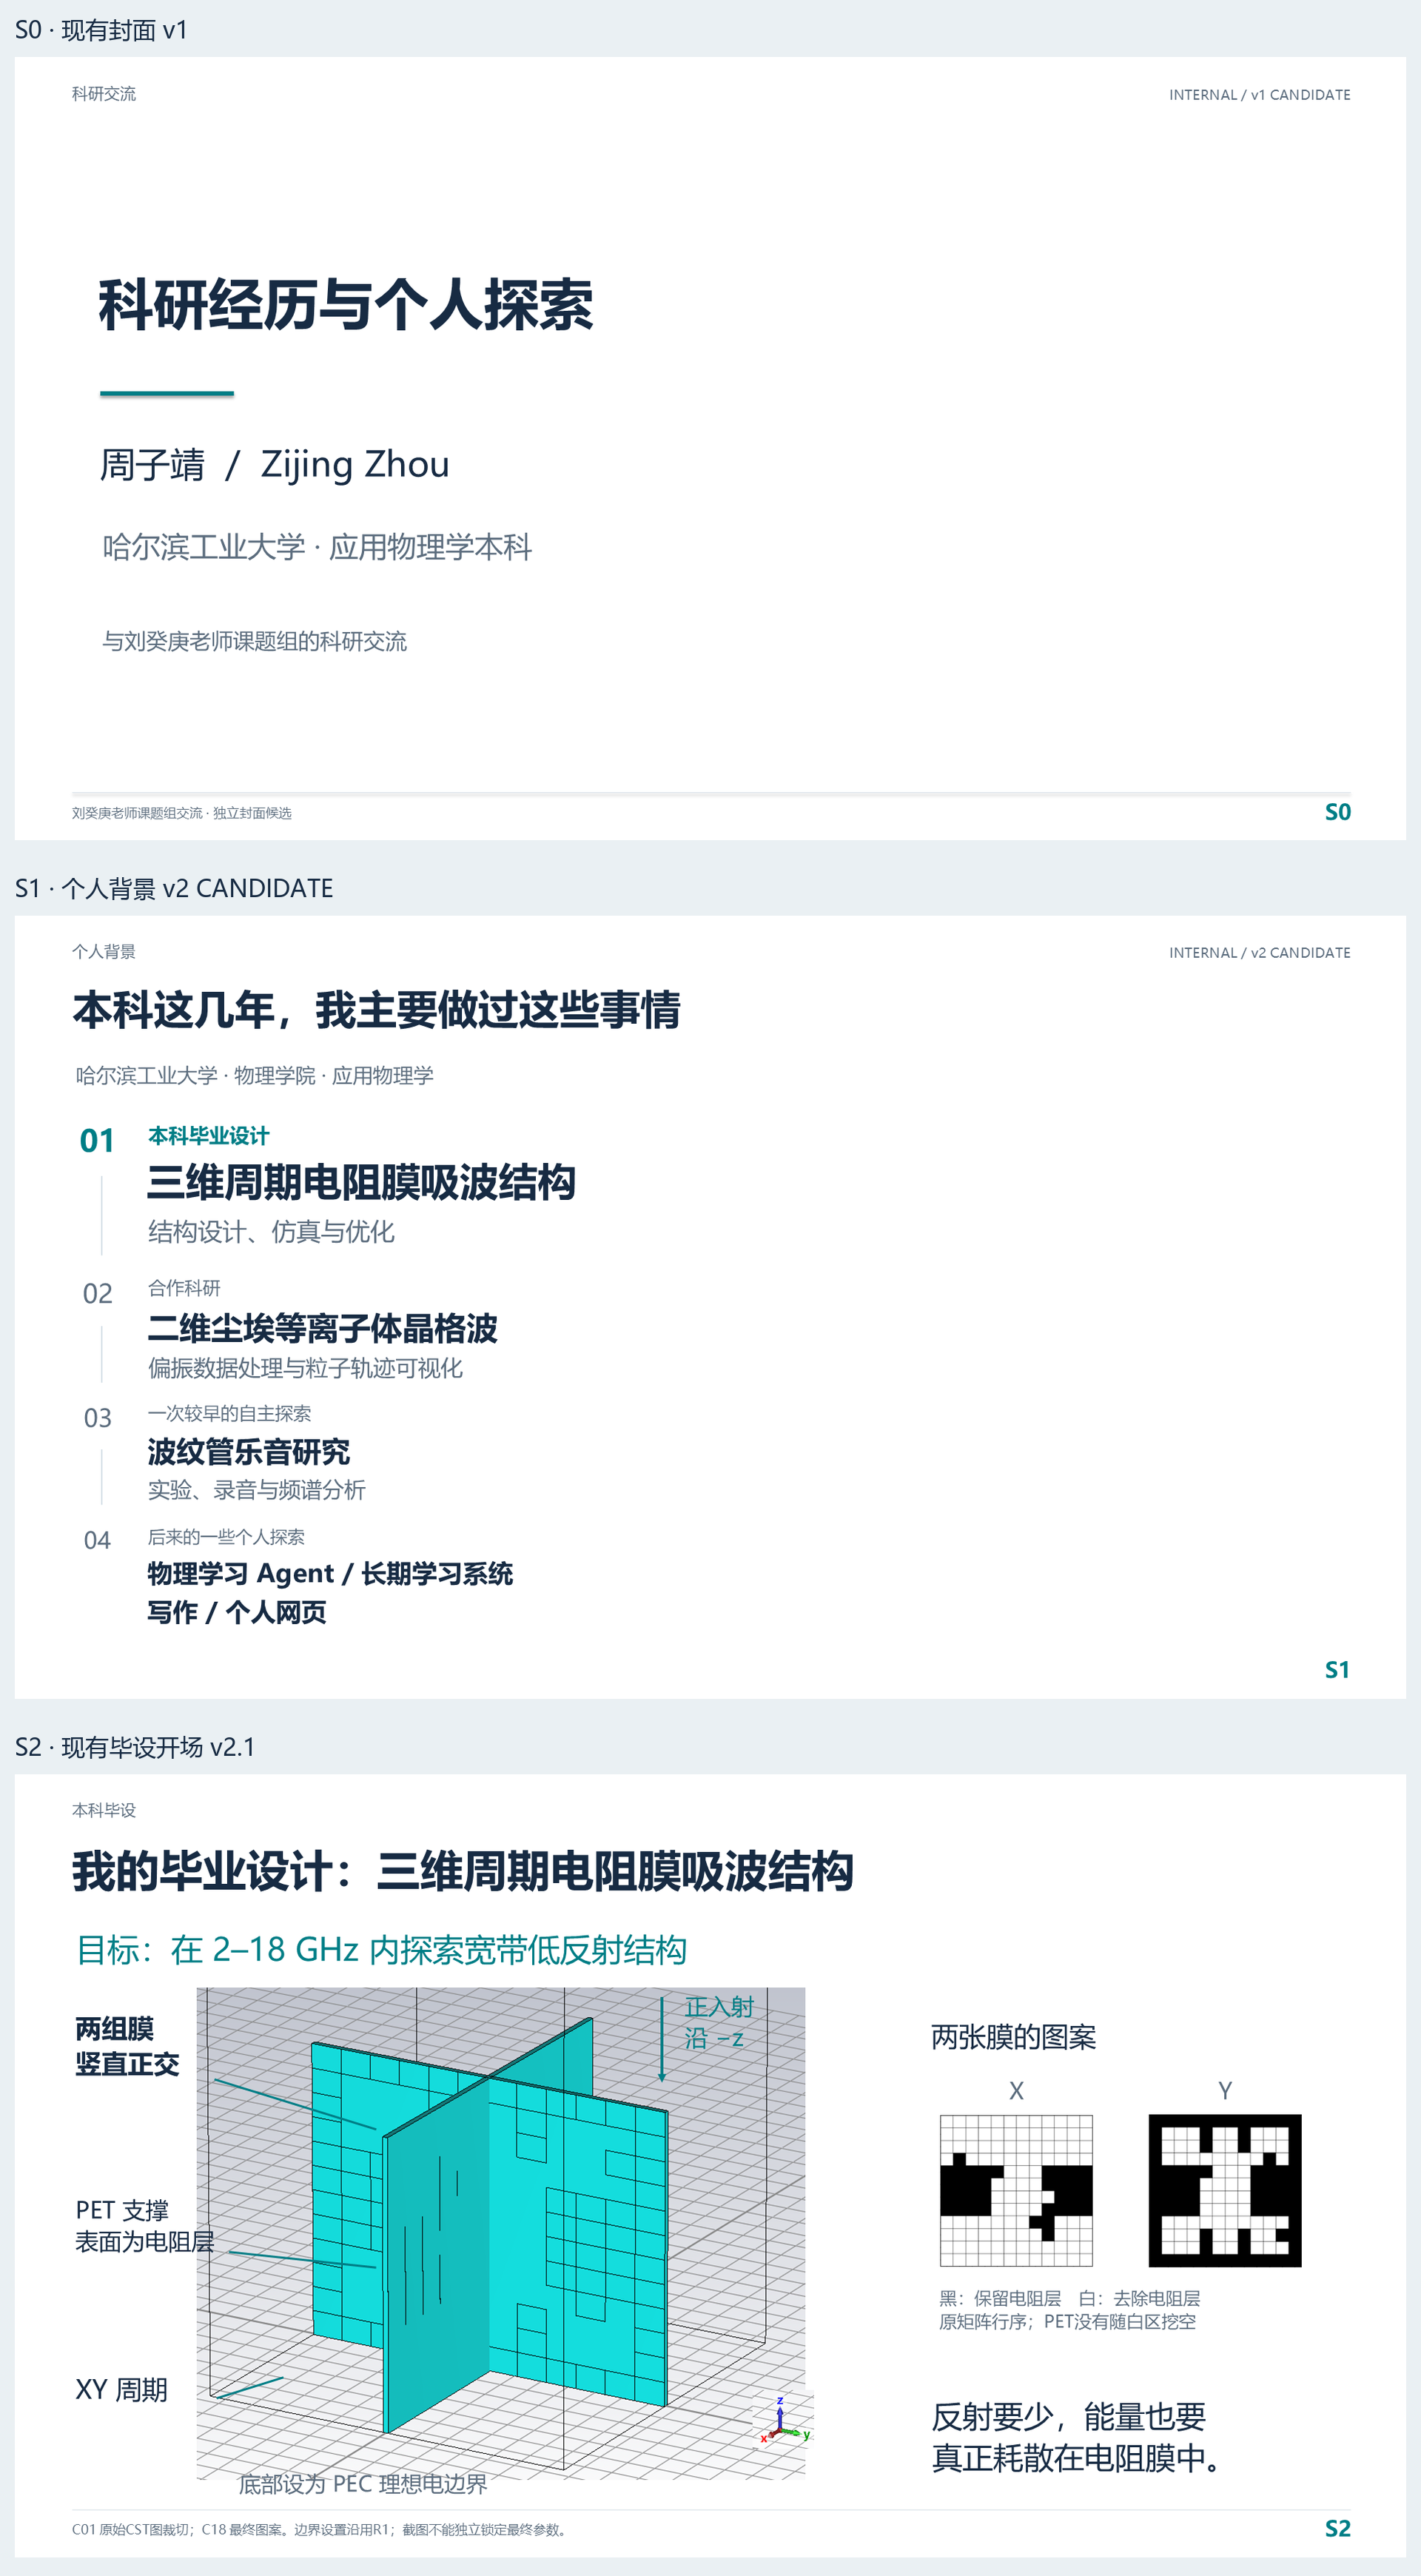 S0 · 现有封面 v1
科研交流
INTERNAL / v1 CANDIDATE
科研经历与个人探索
周子靖 / Zijing Zhou
哈尔滨工业大学 · 应用物理学本科
与刘癸庚老师课题组的科研交流
刘癸庚老师课题组交流 · 独立封面候选
S0
S1 · 个人背景 v2 CANDIDATE
个人背景
INTERNAL / v2 CANDIDATE
本科这几年，我主要做过这些事情
哈尔滨工业大学 · 物理学院 · 应用物理学
01
本科毕业设计
三维周期电阻膜吸波结构
结构设计、仿真与优化
02
合作科研
二维尘埃等离子体晶格波
偏振数据处理与粒子轨迹可视化
03
一次较早的自主探索
波纹管乐音研究
实验、录音与频谱分析
04
后来的一些个人探索
物理学习 Agent / 长期学习系统
写作 / 个人网页
S1
S2 · 现有毕设开场 v2.1
本科毕设
我的毕业设计：三维周期电阻膜吸波结构
目标：在 2–18 GHz 内探索宽带低反射结构
两组膜
竖直正交
PET 支撑
表面为电阻层
XY 周期
正入射
沿 −z
z
x
y
底部设为 PEC 理想电边界
两张膜的图案
X
Y
黑：保留电阻层 白：去除电阻层
原矩阵行序；PET没有随白区挖空
反射要少，能量也要
真正耗散在电阻膜中。
C01 原始CST图裁切；C18 最终图案。边界设置沿用R1；截图不能独立锁定最终参数。
S2